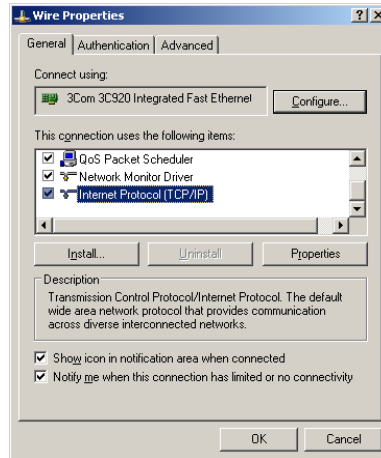 Wire Properties
General
Authentication
Advanced
Connect using:
3Com 3C920 Integrated Fast Ethernet
Configure...
This connection uses the following items:
QoS Packet Scheduler
Network Monitor Driver
Internet Protocol (TCP/IP)
Install...
Uninstall
Properties
Description
Transmission Control Protocol/Internet Protocol. The default
wide area network protocol that provides communication
across diverse interconnected networks.
Show icon in notification area when connected
Notify me when this connection has limited or no connectivity
OK
Cancel